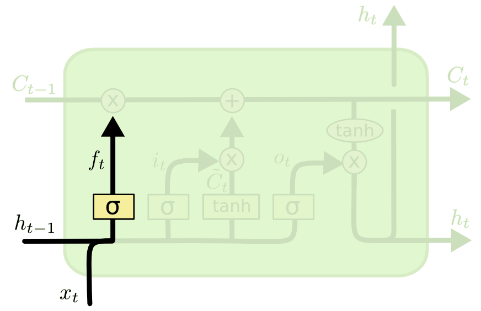 h_t
C_{t-1}
C_t
x
+
tanh
f_t
i_t
x
C̃_t
o_t
x
σ
σ
tanh
σ
h_{t-1}
h_t
x_t